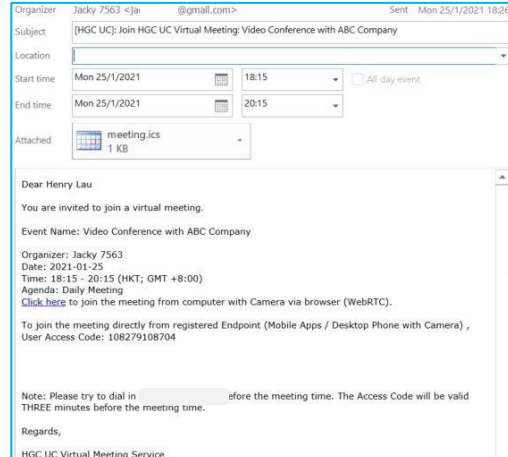 Organizer Jacky 7563 < @gmail.com> Sent Mon 25/1/2021 18:26
Subject [HGC UC]: Join HGC UC Virtual Meeting: Video Conference with ABC Company
Location
Start time Mon 25/1/2021 18:15 All day event
End time Mon 25/1/2021 20:15
Attached meeting.ics
1 KB
Dear Henry Lau
You are invited to join a virtual meeting.
Event Name: Video Conference with ABC Company
Organizer: Jacky 7563
Date: 2021-01-25
Time: 18:15 - 20:15 (HKT; GMT +8:00)
Agenda: Daily Meeting
Click here to join the meeting from computer with Camera via browser (WebRTC).
To join the meeting directly from registered Endpoint (Mobile Apps / Desktop Phone with Camera) ,
User Access Code: 108279108704
Note: Please try to dial in efore the meeting time. The Access Code will be valid
THREE minutes before the meeting time.
Regards,
HGC UC Virtual Meeting Service